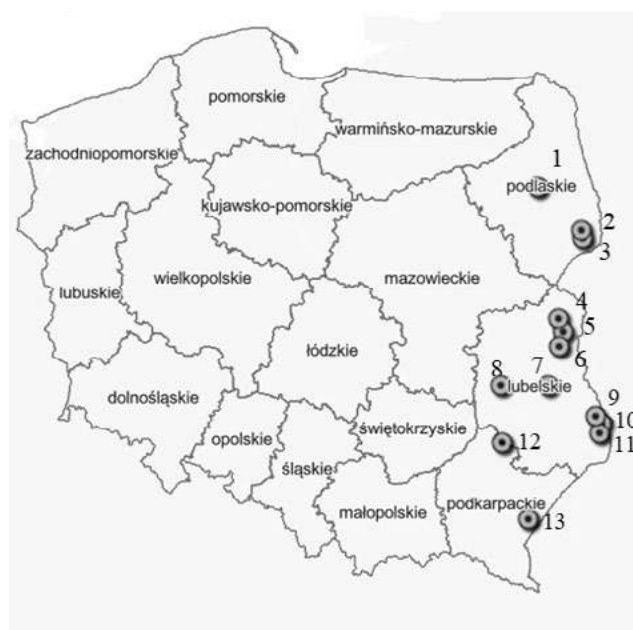 pomorskie
warmińsko-mazurskie
zachodniopomorskie
1
podlaskie
kujawsko-pomorskie
2
3
wielkopolskie
mazowieckie
lubuskie
4
5
łódzkie
6
7
8
lubelskie
dolnośląskie
9
10
świętokrzyskie
opolskie
11
12
śląskie
podkarpackie
małopolskie
13